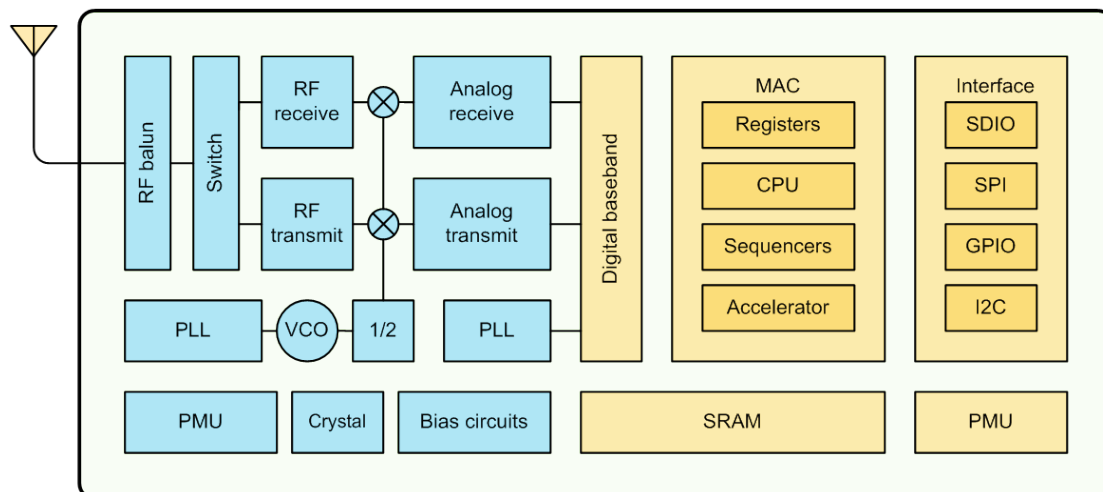 RF balun
Switch
RF
receive
Analog
receive
RF
transmit
Analog
transmit
PLL
VCO
1/2
PLL
Digital baseband
MAC
Registers
CPU
Sequencers
Accelerator
Interface
SDIO
SPI
GPIO
I2C
PMU
Crystal
Bias circuits
SRAM
PMU